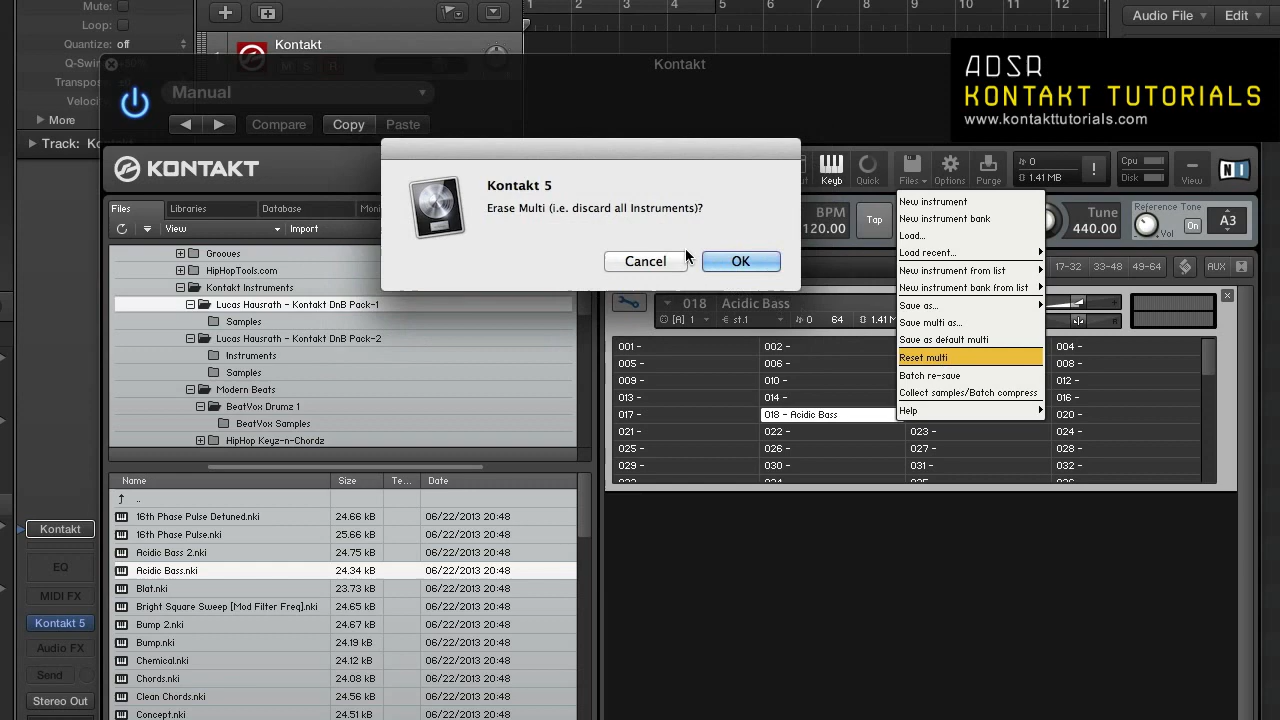 Mute:
Loop:
Quantize: off
Q-Swing:
Transpose:
Velocity:
More
Track: Kontakt
1 2 3 4 5 6 7 8 9 10 11 12
Audio File Edit
Kontakt
M S R
Kontakt
Manual
Compare Copy Paste
ADSR
KONTAKT TUTORIALS
www.kontakttutorials.com
KONTAKT
Keyb Quick Files Options Purge
0
1.41 MB
!
Cpu
Disk
View
NI
Files Libraries Database
View Import
Kontakt 5
Erase Multi (i.e. discard all Instruments)?
Cancel OK
BPM
120.00
Tap
Tune
440.00
Reference Tone
Vol
On
A3
17-32 33-48 49-64 AUX
Grooves
HipHopTools.com
Kontakt Instruments
Lucas Hausrath - Kontakt DnB Pack-1
Samples
Lucas Hausrath - Kontakt DnB Pack-2
Instruments
Samples
Modern Beats
BeatVox Drumz 1
BeatVox Samples
HipHop Keyz-n-Chordz
New instrument
New instrument bank
Load...
Load recent...
New instrument from list
New instrument bank from list
Save as...
Save multi as...
Save as default multi
Reset multi
Batch re-save
Collect samples/Batch compress
Help
018 Acidic Bass
[A] 1 st.1 0 64 1.41 M
001 - 002 - 004 -
005 - 006 - 008 -
009 - 010 - 012 -
013 - 014 - 016 -
017 - 018 - Acidic Bass 020 -
021 - 022 - 023 - 024 -
025 - 026 - 027 - 028 -
029 - 030 - 031 - 032 -
Name Size Te... Date
..
16th Phase Pulse Detuned.nki 24.66 kB 06/22/2013 20:48
16th Phase Pulse.nki 25.66 kB 06/22/2013 20:48
Acidic Bass 2.nki 24.75 kB 06/22/2013 20:48
Acidic Bass.nki 24.34 kB 06/22/2013 20:48
Blat.nki 23.73 kB 06/22/2013 20:48
Bright Square Sweep [Mod Filter Freq].nki 24.65 kB 06/22/2013 20:48
Bump 2.nki 24.67 kB 06/22/2013 20:48
Bump.nki 24.19 kB 06/22/2013 20:48
Chemical.nki 24.12 kB 06/22/2013 20:48
Chords.nki 24.08 kB 06/22/2013 20:48
Clean Chords.nki 24.56 kB 06/22/2013 20:48
Concept.nki 24.51 kB 06/22/2013 20:48
Kontakt
EQ
MIDI FX
Kontakt 5
Audio FX
Send
Stereo Out